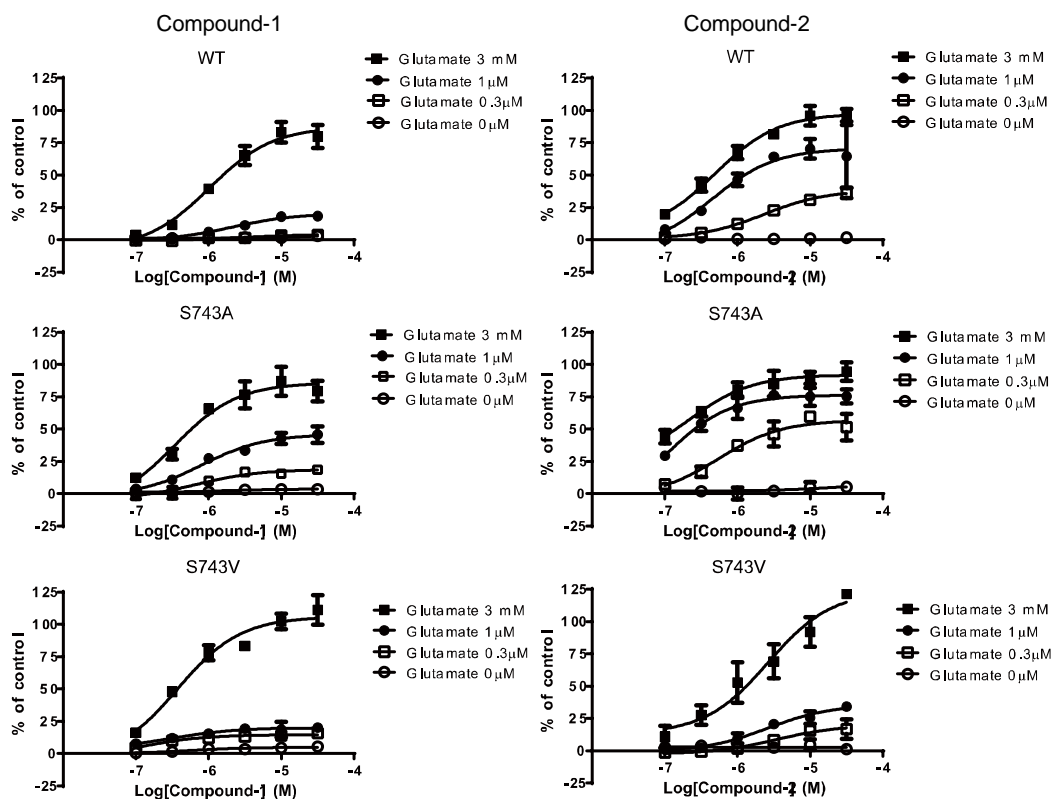 Compound-1
WT
% of control
125
100
75
50
25
0
-25
-7
-6
-5
-4
Log[Compound-1] (M)
Glutamate 3 mM
Glutamate 1μM
Glutamate 0.3μM
Glutamate 0μM
Compound-2
WT
% of control
125
100
75
50
25
0
-25
-7
-6
-5
-4
Log[Compound-2] (M)
Glutamate 3 mM
Glutamate 1μM
Glutamate 0.3μM
Glutamate 0μM
S743A
% of control
125
100
75
50
25
0
-25
-7
-6
-5
-4
Log[Compound-1] (M)
Glutamate 3 mM
Glutamate 1μM
Glutamate 0.3μM
Glutamate 0μM
S743A
% of control
125
100
75
50
25
0
-25
-7
-6
-5
-4
Log[Compound-2] (M)
Glutamate 3 mM
Glutamate 1μM
Glutamate 0.3μM
Glutamate 0μM
S743V
% of control
125
100
75
50
25
0
-25
-7
-6
-5
-4
Log[Compound-1] (M)
Glutamate 3 mM
Glutamate 1μM
Glutamate 0.3μM
Glutamate 0μM
S743V
% of control
125
100
75
50
25
0
-25
-7
-6
-5
-4
Log[Compound-2] (M)
Glutamate 3 mM
Glutamate 1μM
Glutamate 0.3μM
Glutamate 0μM